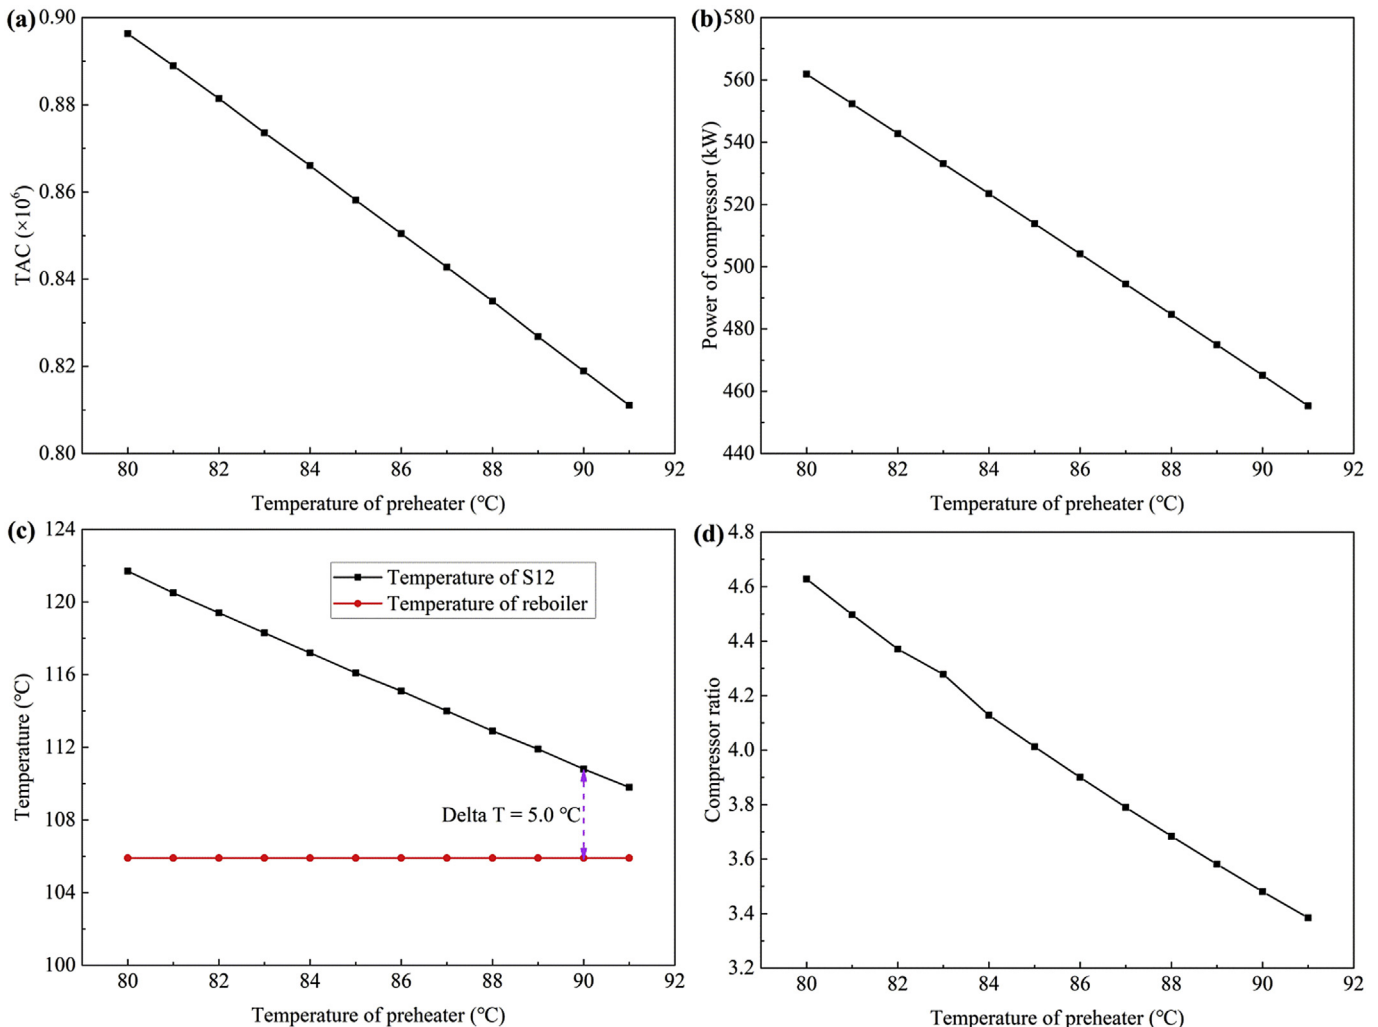 (a)
0.90
0.88
0.86
0.84
0.82
0.80
TAC (×10⁶)
80 82 84 86 88 90 92
Temperature of preheater (℃)
(b)
580
560
540
520
500
480
460
440
Power of compressor (kW)
80 82 84 86 88 90 92
Temperature of preheater (℃)
(c)
124
120
116
112
108
104
100
Temperature (℃)
Temperature of S12
Temperature of reboiler
Delta T = 5.0 ℃
80 82 84 86 88 90 92
Temperature of preheater (℃)
(d)
4.8
4.6
4.4
4.2
4.0
3.8
3.6
3.4
3.2
Compressor ratio
80 82 84 86 88 90 92
Temperature of preheater (℃)